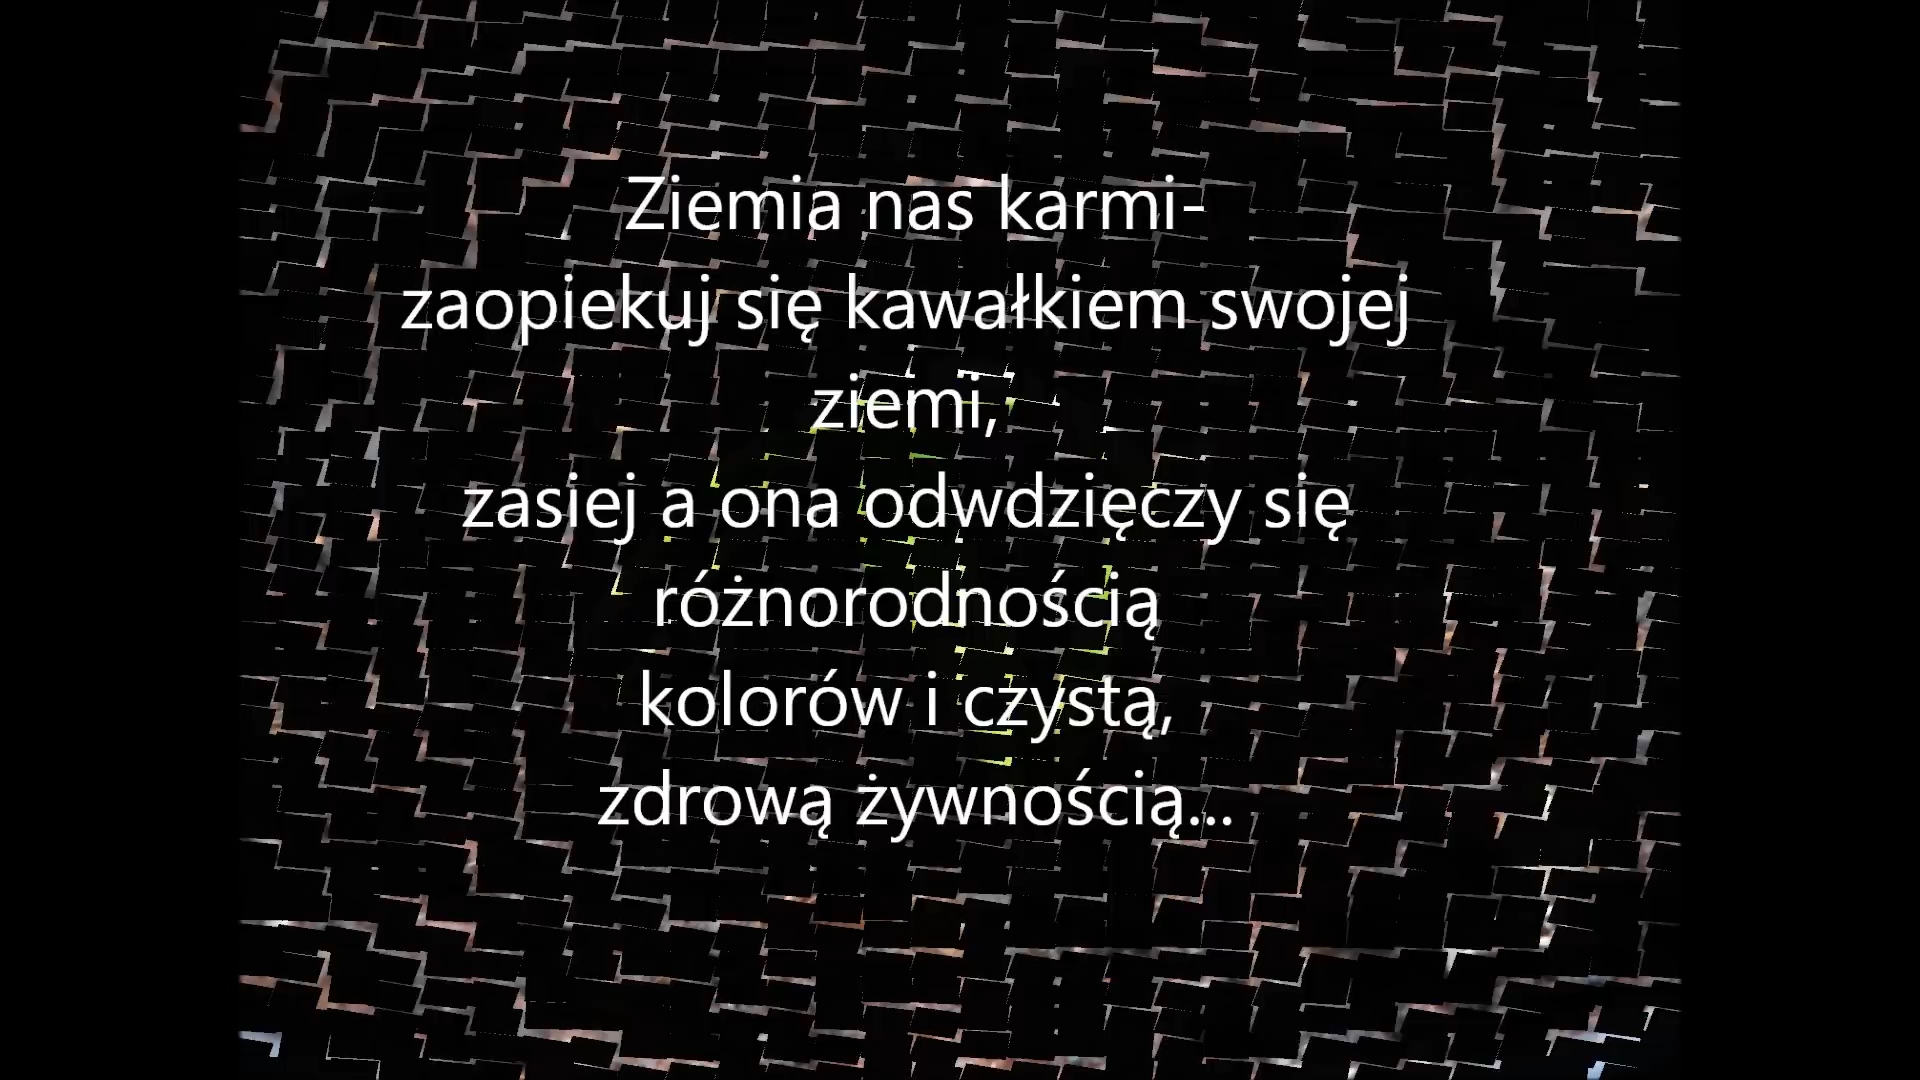 Ziemia nas karmi-
zaopiekuj się kawałkiem swojej
ziemi,
zasiej a ona odwdzięczy się
różnorodnością
kolorów i czystą,
zdrową żywnością...